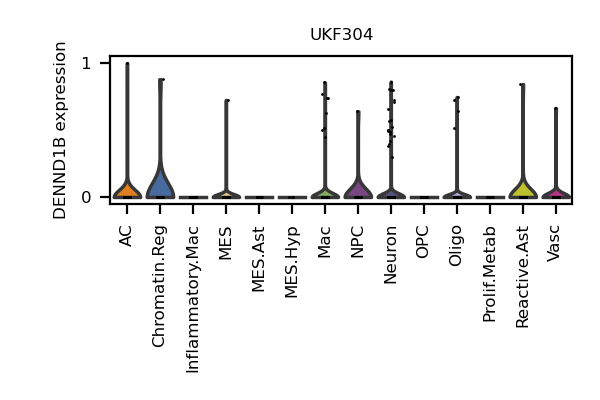 UKF304
DENND1B expression
1
0
AC
Chromatin.Reg
Inflammatory.Mac
MES
MES.Ast
MES.Hyp
Mac
NPC
Neuron
OPC
Oligo
Prolif.Metab
Reactive.Ast
Vasc